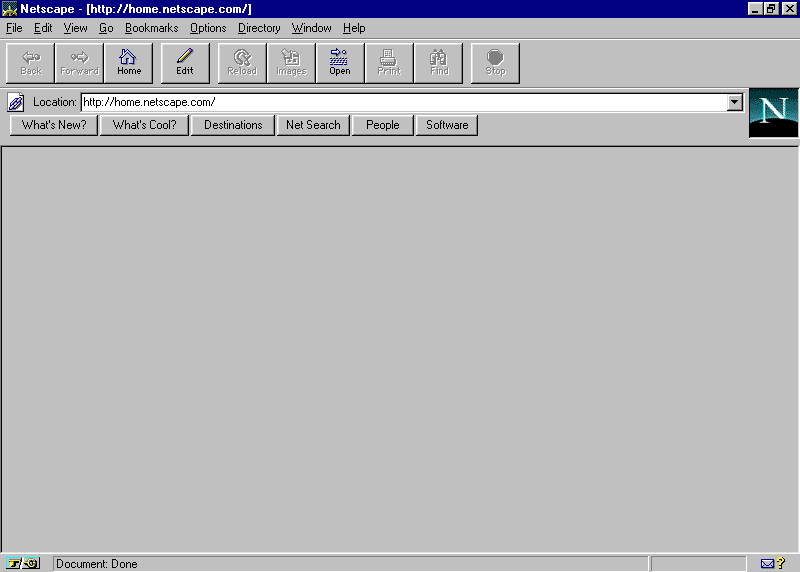 Netscape - [http://home.netscape.com/]
File Edit View Go Bookmarks Options Directory Window Help
Back Forward Home Edit Reload Images Open Print Find Stop
Location: http://home.netscape.com/
N
What's New? What's Cool? Destinations Net Search People Software
Document: Done
?